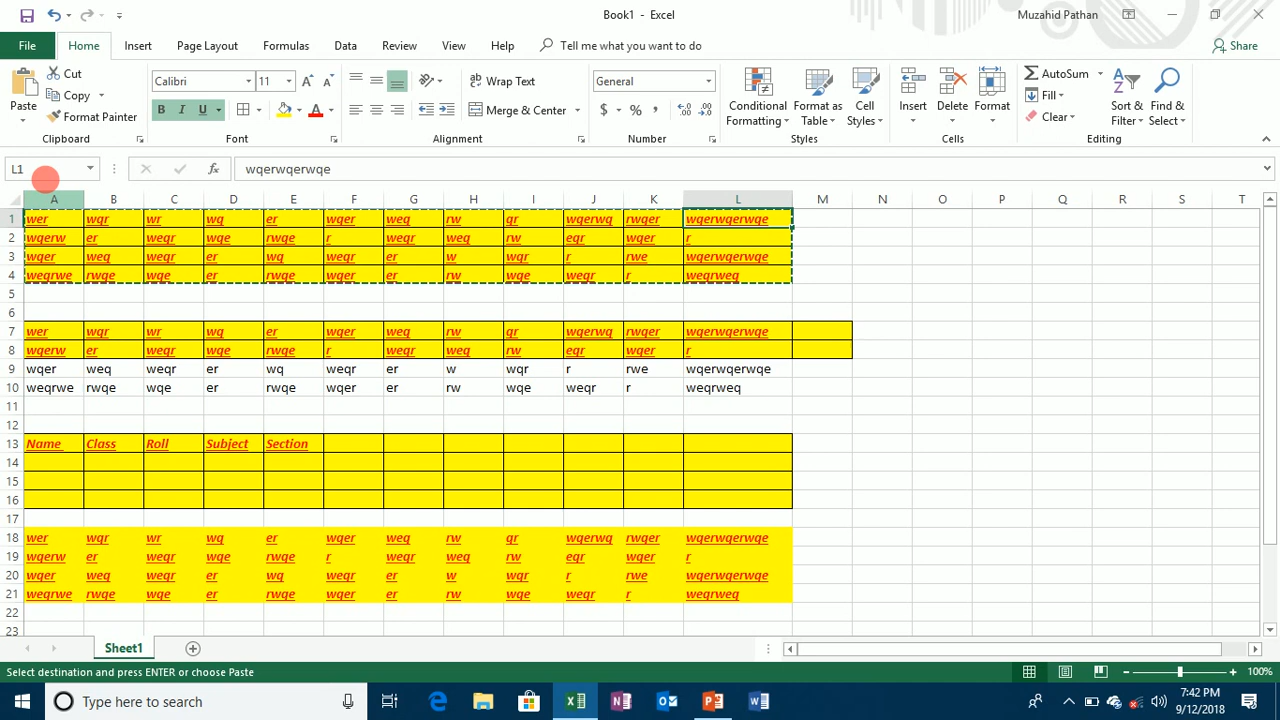 Book1 - Excel
Muzahid Pathan
File Home Insert Page Layout Formulas Data Review View Help Tell me what you want to do Share
Paste Cut Copy Format Painter Clipboard
Calibri 11 B I U A Font
Wrap Text Merge & Center Alignment
General $ % , Number
Conditional Formatting Format as Table Cell Styles Styles
Insert Delete Format Cells
AutoSum Fill Clear Sort & Filter Find & Select Editing
L1 fx wqerwqerwqe
A B C D E F G H I J K L M N O P Q R S T
1 wer wqr wr wq er wqer weq rw qr wqerwq rwqer wqerwqerwqe
2 wqerw er weqr wqe rwqe r weqr weq rw eqr wqer r
3 wqer weq weqr er wq weqr er w wqr r rwe wqerwqerwqe
4 weqrwe rwqe wqe er rwqe wqer er rw wqe weqr r weqrweq
5
6
7 wer wqr wr wq er wqer weq rw qr wqerwq rwqer wqerwqerwqe
8 wqerw er weqr wqe rwqe r weqr weq rw eqr wqer r
9 wqer weq weqr er wq weqr er w wqr r rwe wqerwqerwqe
10 weqrwe rwqe wqe er rwqe wqer er rw wqe weqr r weqrweq
11
12
13 Name Class Roll Subject Section
14
15
16
17
18 wer wqr wr wq er wqer weq rw qr wqerwq rwqer wqerwqerwqe
19 wqerw er weqr wqe rwqe r weqr weq rw eqr wqer r
20 wqer weq weqr er wq weqr er w wqr r rwe wqerwqerwqe
21 weqrwe rwqe wqe er rwqe wqer er rw wqe weqr r weqrweq
22
23
Sheet1
Select destination and press ENTER or choose Paste
100%
Type here to search
7:42 PM
9/12/2018